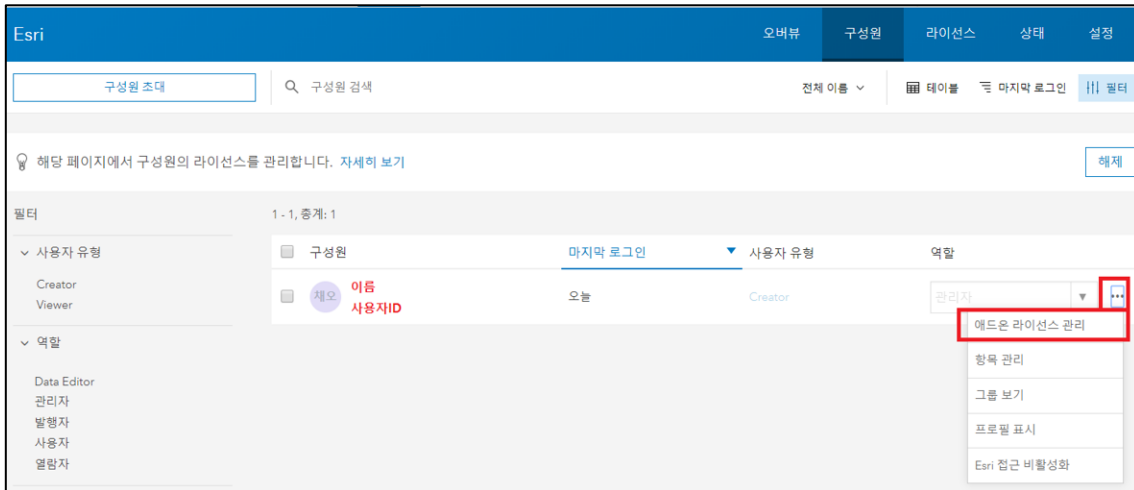 Esri
오버뷰 구성원 라이선스 상태 설정
구성원 초대 구성원 검색 전체 이름 테이블 마지막 로그인 필터
해당 페이지에서 구성원의 라이선스를 관리합니다. 자세히 보기 해제
필터
1 - 1, 총계: 1
사용자 유형
Creator
Viewer
역할
Data Editor
관리자
발행자
사용자
열람자
구성원 마지막 로그인 사용자 유형 역할
채오 이름
사용자ID
오늘 Creator 관리자
애드온 라이선스 관리
항목 관리
그룹 보기
프로필 표시
Esri 접근 비활성화